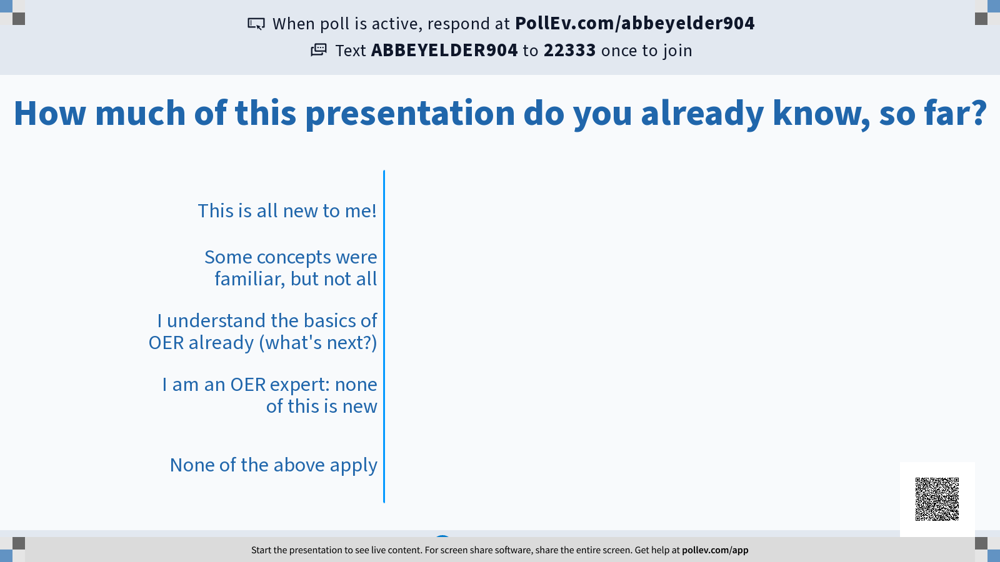 When poll is active, respond at PollEv.com/abbeyelder904
Text ABBEYELDER904 to 22333 once to join
How much of this presentation do you already know, so far?
This is all new to me!
Some concepts were
familiar, but not all
I understand the basics of
OER already (what's next?)
I am an OER expert: none
of this is new
None of the above apply
Start the presentation to see live content. For screen share software, share the entire screen. Get help at pollev.com/app